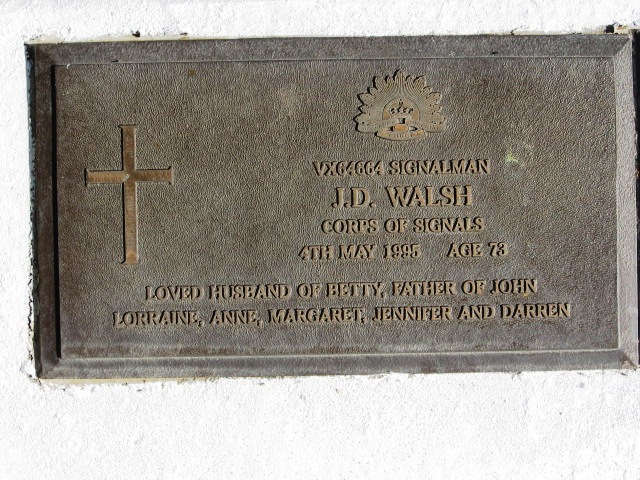 VX64664 SIGNALMAN
J.D. WALSH
CORPS OF SIGNALS
4TH MAY 1995 AGE 73
LOVED HUSBAND OF BETTY, FATHER OF JOHN
LORRAINE, ANNE, MARGARET, JENNIFER AND DARREN